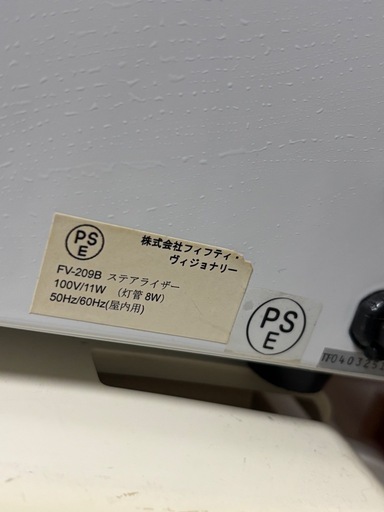 PS
E
株式会社フィフティ・
ヴィジョナリー
FV-209B ステアライザー
100V/11W (灯管 8W)
50Hz/60Hz(屋内用)
PS
E